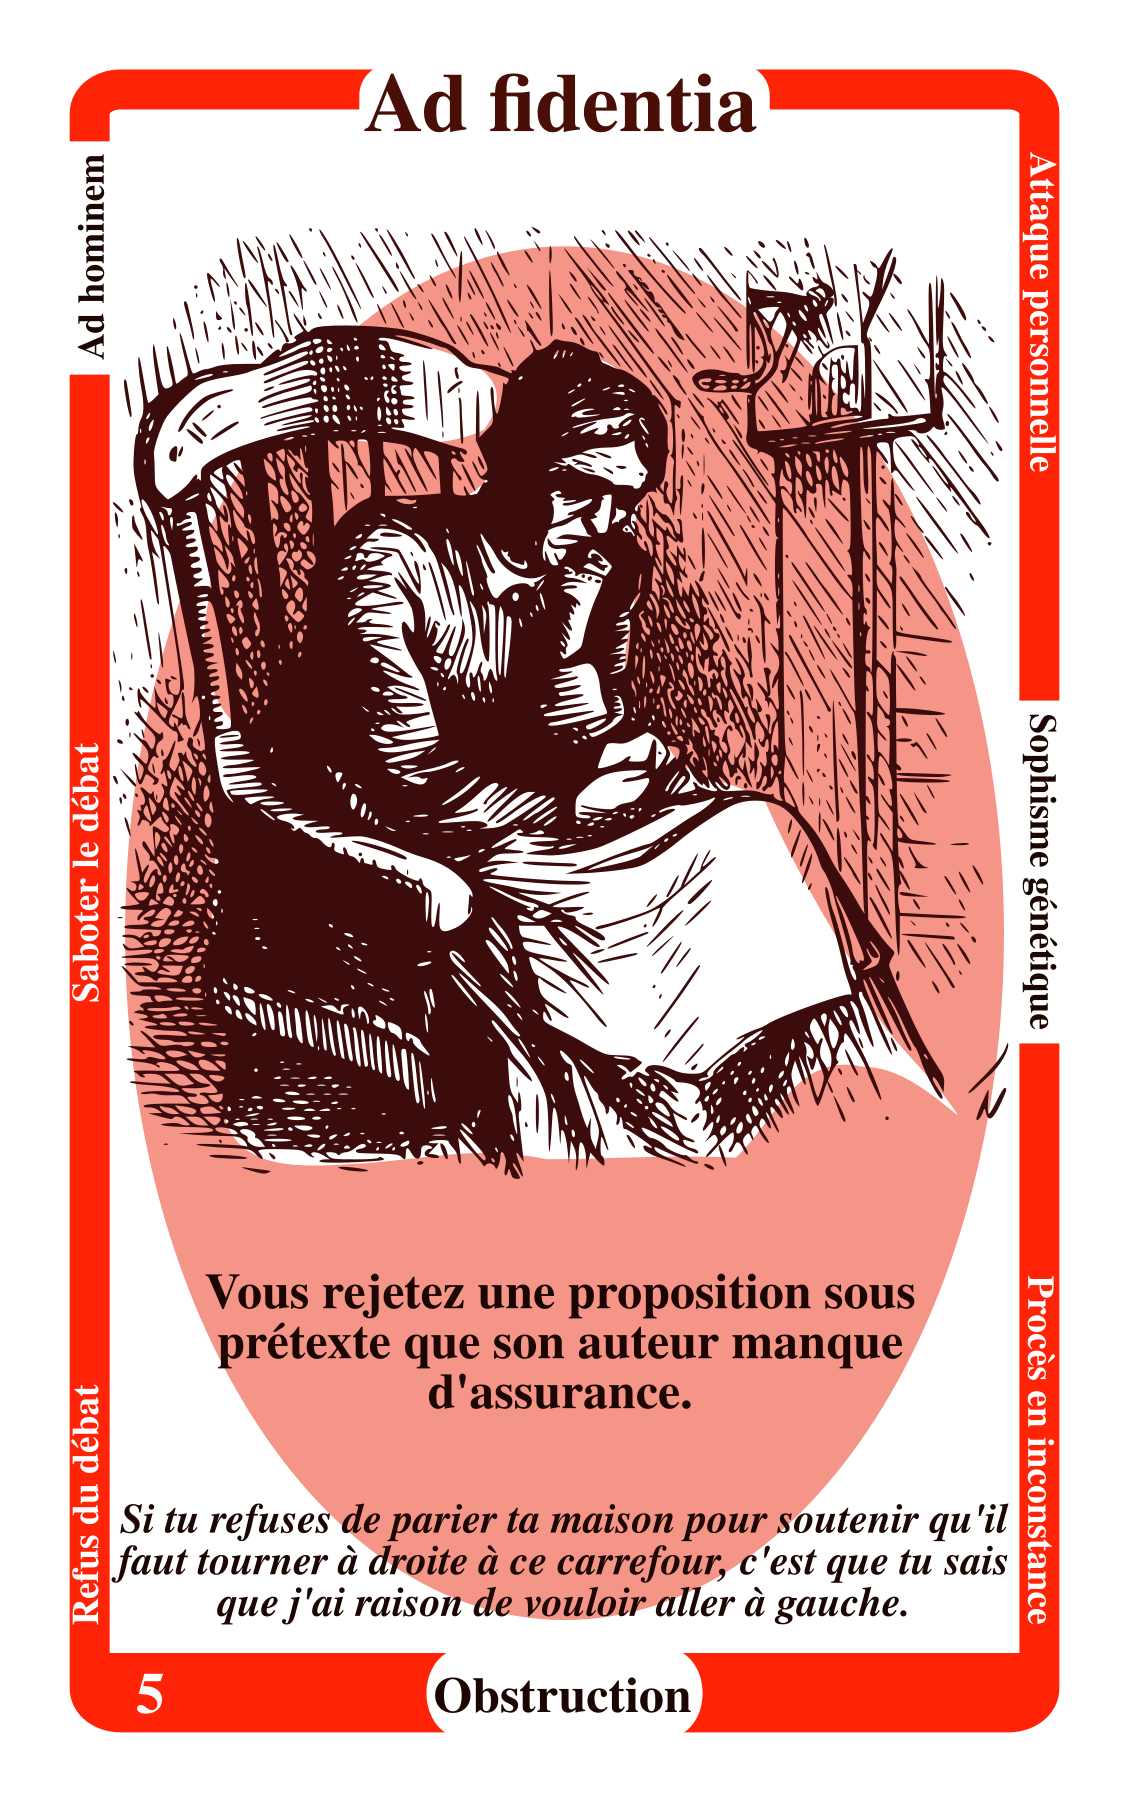 Ad fidentia
Ad hominem
Saboter le débat
Refus du débat
Attaque personnelle
Sophisme génétique
Procès en inconstance
Vous rejetez une proposition sous
prétexte que son auteur manque
d'assurance.
Si tu refuses de parier ta maison pour soutenir qu'il
faut tourner à droite à ce carrefour, c'est que tu sais
que j'ai raison de vouloir aller à gauche.
5
Obstruction